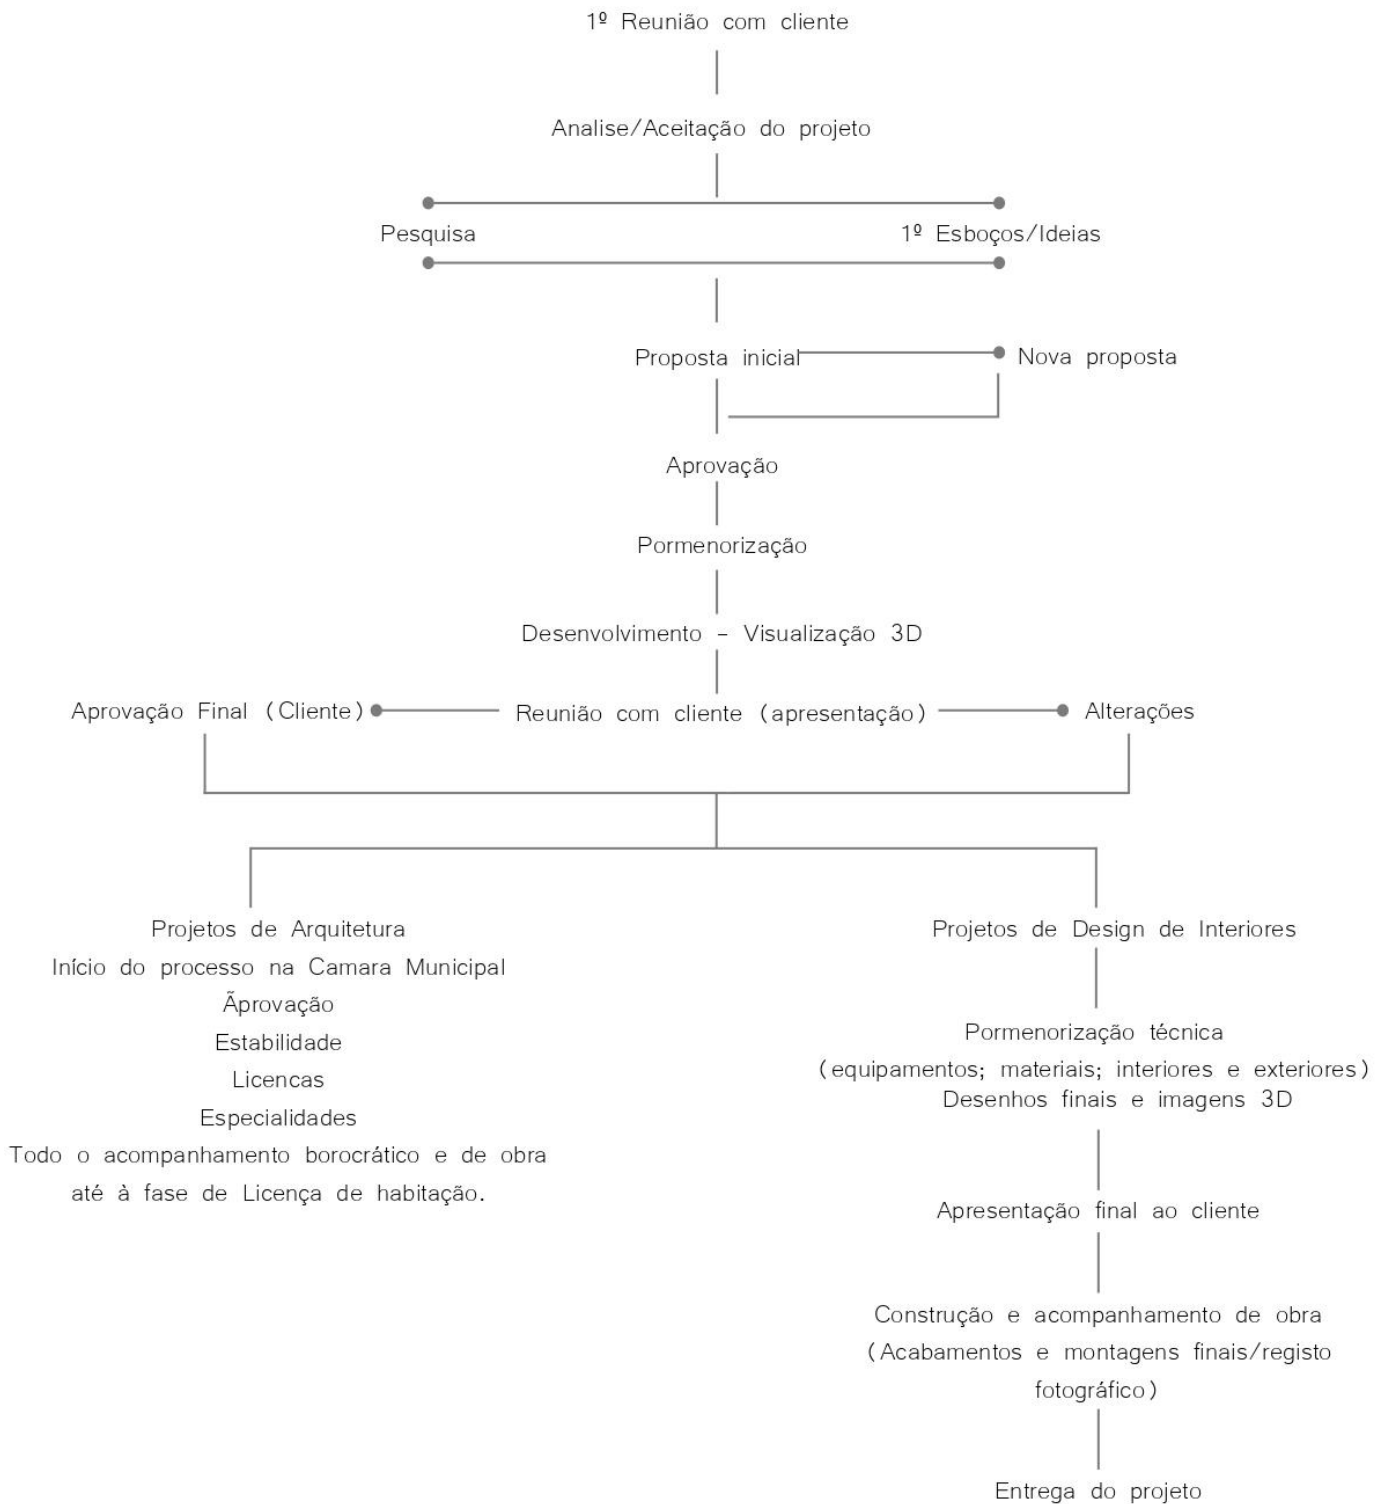 1º Reunião com cliente
Analise/Aceitação do projeto
Pesquisa
1º Esboços/Ideias
Proposta inicial
Nova proposta
Aprovação
Pormenorização
Desenvolvimento - Visualização 3D
Aprovação Final (Cliente)
Reunião com cliente (apresentação)
Alterações
Projetos de Arquitetura
Início do processo na Camara Municipal
Ãprovação
Estabilidade
Licencas
Especialidades
Todo o acompanhamento borocrático e de obra
até à fase de Licença de habitação.
Projetos de Design de Interiores
Pormenorização técnica
(equipamentos; materiais; interiores e exteriores)
Desenhos finais e imagens 3D
Apresentação final ao cliente
Construção e acompanhamento de obra
(Acabamentos e montagens finais/registo
fotográfico)
Entrega do projeto